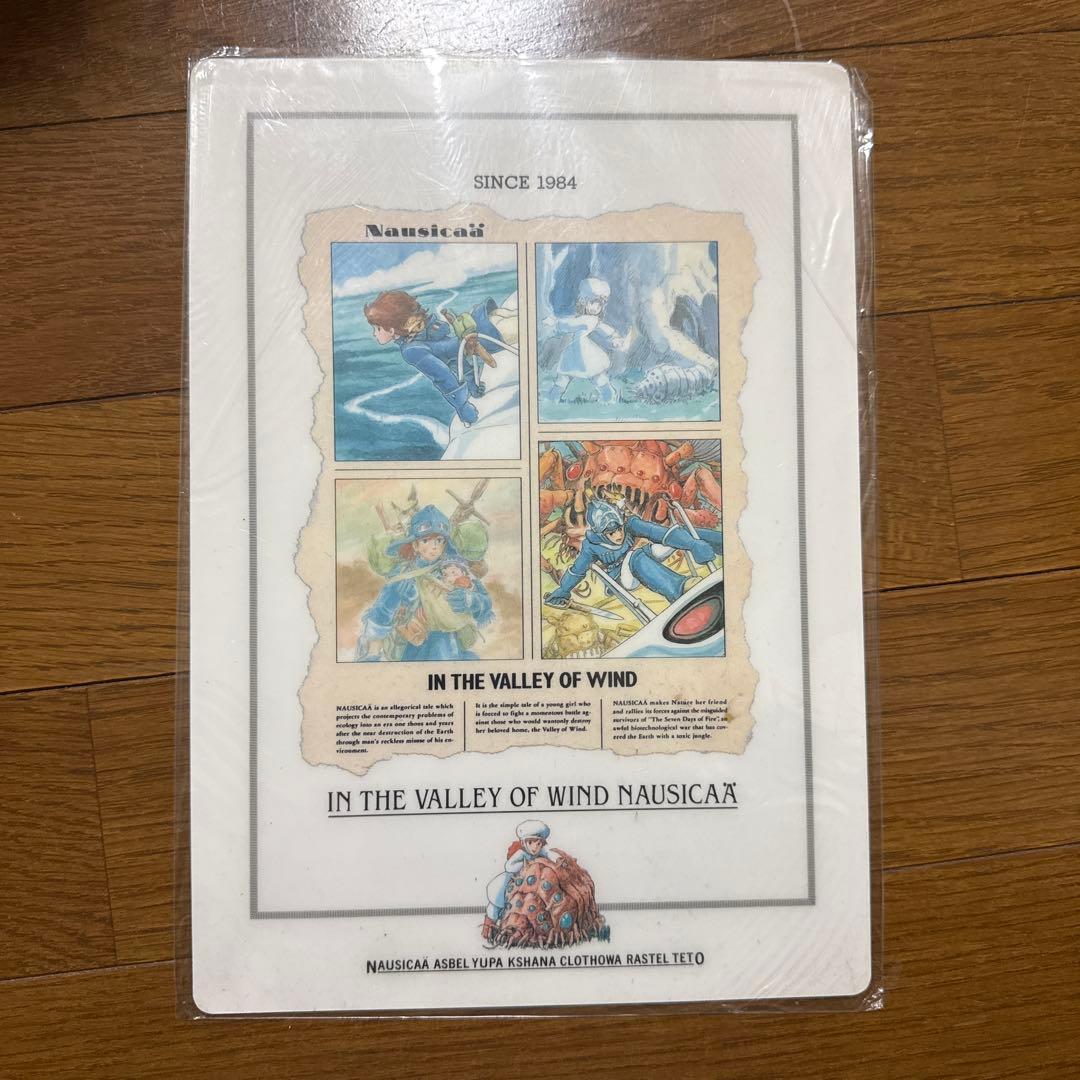 SINCE 1984
Nausicaä
IN THE VALLEY OF WIND
NAUSICAÄ is an allegorical tale which
projects the contemporary problems of
ecology into an era one thous and years
after the near destruction of the Earth
through man's reckless misuse of his en-
vironment.
It is the simple tale of a young girl who
is forced to fight a momentous battle ag-
ainst those who would wantonly destroy
her beloved home, the Valley of Wind.
NAUSICAÄ makes Nature her friend
and rallies its forces against the misguided
survivors of "The Seven Days of Fire", an
awful biotechnological war that has cov-
ered the Earth with a toxic jungle.
IN THE VALLEY OF WIND NAUSICAÄ
NAUSICAÄ ASBEL YUPA KSHANA CLOTHOWA RASTEL TETO